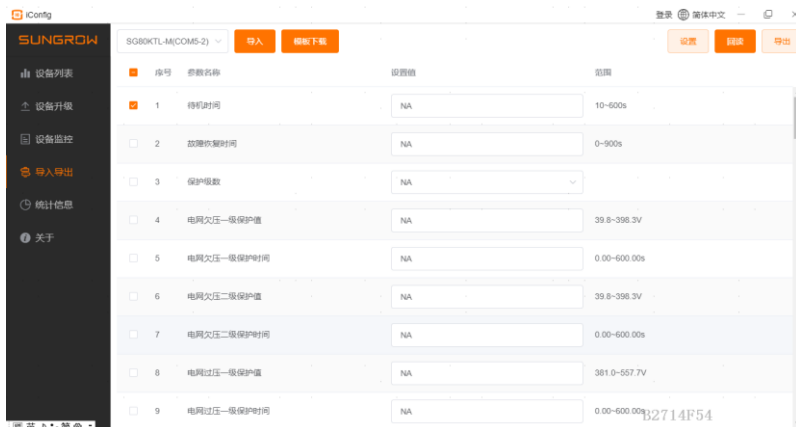 iConfig 登录 简体中文
SUNGROW SG80KTL-M(COM5-2) 导入 模板下载 设置 回读 导出
设备列表 序号 参数名称 设置值 范围
设备升级 1 待机时间 NA 10~600s
设备监控 2 故障恢复时间 NA 0~900s
导入导出 3 保护级数 NA
统计信息 4 电网欠压一级保护值 NA 39.8~398.3V
关于 5 电网欠压一级保护时间 NA 0.00~600.00s
6 电网欠压二级保护值 NA 39.8~398.3V
7 电网欠压二级保护时间 NA 0.00~600.00s
8 电网过压一级保护值 NA 381.0~557.7V
9 电网过压一级保护时间 NA 0.00~600.00s
B2714F54